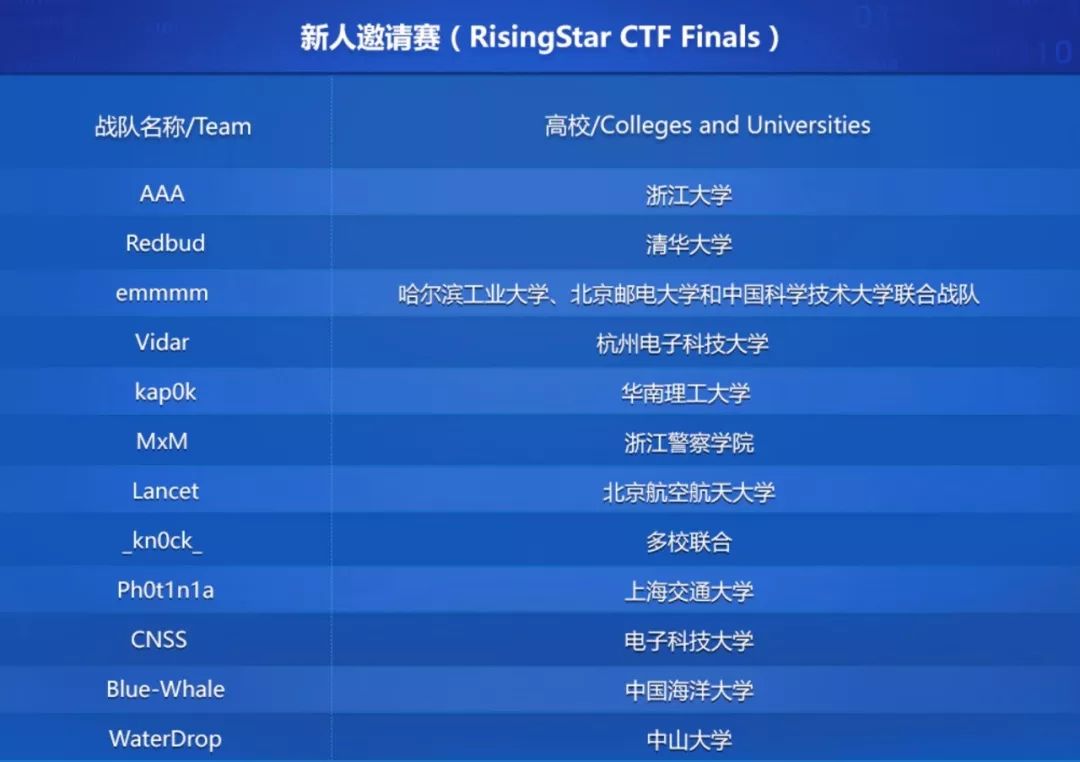 新人邀请赛（RisingStar CTF Finals）
战队名称/Team 高校/Colleges and Universities
AAA 浙江大学
Redbud 清华大学
emmmm 哈尔滨工业大学、北京邮电大学和中国科学技术大学联合战队
Vidar 杭州电子科技大学
kap0k 华南理工大学
MxM 浙江警察学院
Lancet 北京航空航天大学
_kn0ck_ 多校联合
Ph0t1n1a 上海交通大学
CNSS 电子科技大学
Blue-Whale 中国海洋大学
WaterDrop 中山大学